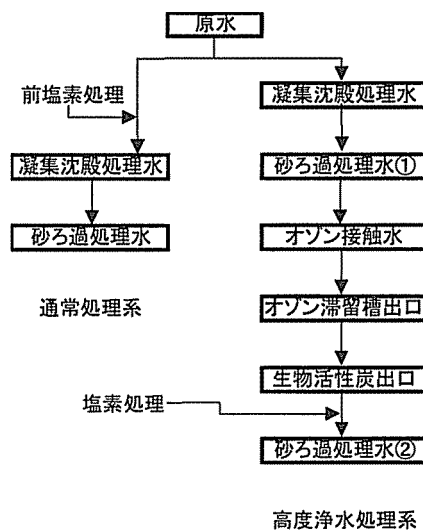 原水
前塩素処理
凝集沈殿処理水
砂ろ過処理水
通常処理系
凝集沈殿処理水
砂ろ過処理水①
オゾン接触水
オゾン滞留槽出口
生物活性炭出口
塩素処理
砂ろ過処理水②
高度浄水処理系